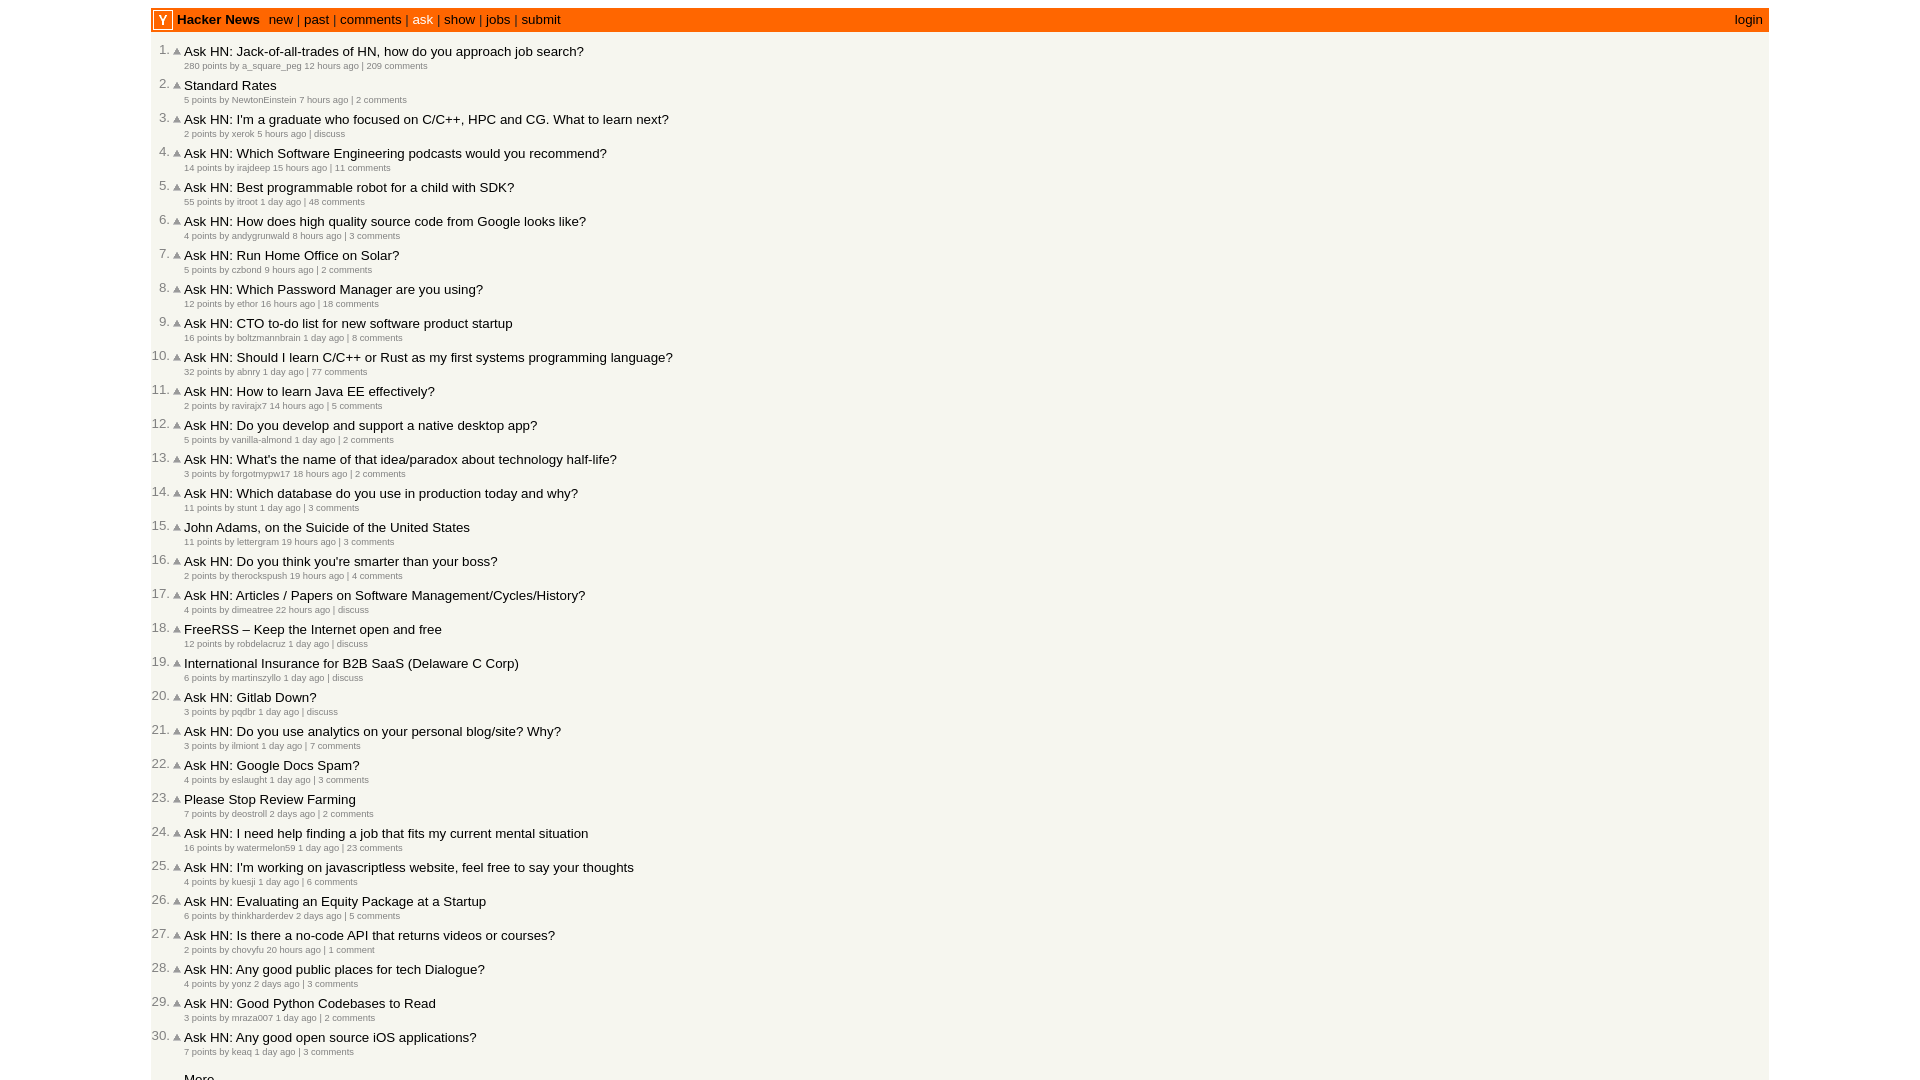 Y Hacker News new | past | comments | ask | show | jobs | submit login
1. Ask HN: Jack-of-all-trades of HN, how do you approach job search?
280 points by a_square_peg 12 hours ago | 209 comments
2. Standard Rates
5 points by NewtonEinstein 7 hours ago | 2 comments
3. Ask HN: I'm a graduate who focused on C/C++, HPC and CG. What to learn next?
2 points by xerok 5 hours ago | discuss
4. Ask HN: Which Software Engineering podcasts would you recommend?
14 points by irajdeep 15 hours ago | 11 comments
5. Ask HN: Best programmable robot for a child with SDK?
55 points by itroot 1 day ago | 48 comments
6. Ask HN: How does high quality source code from Google looks like?
4 points by andygrunwald 8 hours ago | 3 comments
7. Ask HN: Run Home Office on Solar?
5 points by czbond 9 hours ago | 2 comments
8. Ask HN: Which Password Manager are you using?
12 points by ethor 16 hours ago | 18 comments
9. Ask HN: CTO to-do list for new software product startup
16 points by boltzmannbrain 1 day ago | 8 comments
10. Ask HN: Should I learn C/C++ or Rust as my first systems programming language?
32 points by abnry 1 day ago | 77 comments
11. Ask HN: How to learn Java EE effectively?
2 points by ravirajx7 14 hours ago | 5 comments
12. Ask HN: Do you develop and support a native desktop app?
5 points by vanilla-almond 1 day ago | 2 comments
13. Ask HN: What's the name of that idea/paradox about technology half-life?
3 points by forgotmypw17 18 hours ago | 2 comments
14. Ask HN: Which database do you use in production today and why?
11 points by stunt 1 day ago | 3 comments
15. John Adams, on the Suicide of the United States
11 points by lettergram 19 hours ago | 3 comments
16. Ask HN: Do you think you're smarter than your boss?
2 points by therockspush 19 hours ago | 4 comments
17. Ask HN: Articles / Papers on Software Management/Cycles/History?
4 points by dimeatree 22 hours ago | discuss
18. FreeRSS – Keep the Internet open and free
12 points by robdelacruz 1 day ago | discuss
19. International Insurance for B2B SaaS (Delaware C Corp)
6 points by martinszyllo 1 day ago | discuss
20. Ask HN: Gitlab Down?
3 points by pqdbr 1 day ago | discuss
21. Ask HN: Do you use analytics on your personal blog/site? Why?
3 points by ilmiont 1 day ago | 7 comments
22. Ask HN: Google Docs Spam?
4 points by eslaught 1 day ago | 3 comments
23. Please Stop Review Farming
7 points by deostroll 2 days ago | 2 comments
24. Ask HN: I need help finding a job that fits my current mental situation
16 points by watermelon59 1 day ago | 23 comments
25. Ask HN: I'm working on javascriptless website, feel free to say your thoughts
4 points by kuesji 1 day ago | 6 comments
26. Ask HN: Evaluating an Equity Package at a Startup
6 points by thinkharderdev 2 days ago | 5 comments
27. Ask HN: Is there a no-code API that returns videos or courses?
2 points by chovyfu 20 hours ago | 1 comment
28. Ask HN: Any good public places for tech Dialogue?
4 points by yonz 2 days ago | 3 comments
29. Ask HN: Good Python Codebases to Read
3 points by mraza007 1 day ago | 2 comments
30. Ask HN: Any good open source iOS applications?
7 points by keaq 1 day ago | 3 comments
More